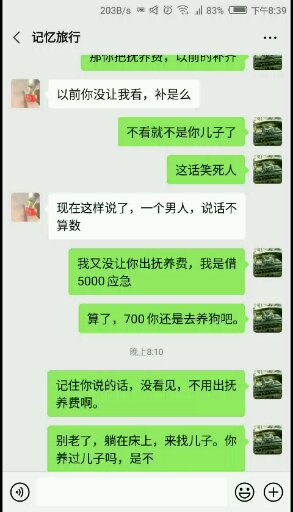 203B/s 83% 下午8:39
记忆旅行
那你把抚养费，以前的补齐
以前你没让我看，补是么
不看就不是你儿子了
这话笑死人
现在这样说了，一个男人，说话不
算数
我又没让你出抚养费，我是借
5000应急
算了，700你还是去养狗吧。
晚上8:10
记住你说的话，没看见，不用出抚
养费啊。
别老了，躺在床上，来找儿子。你
养过儿子吗，是不